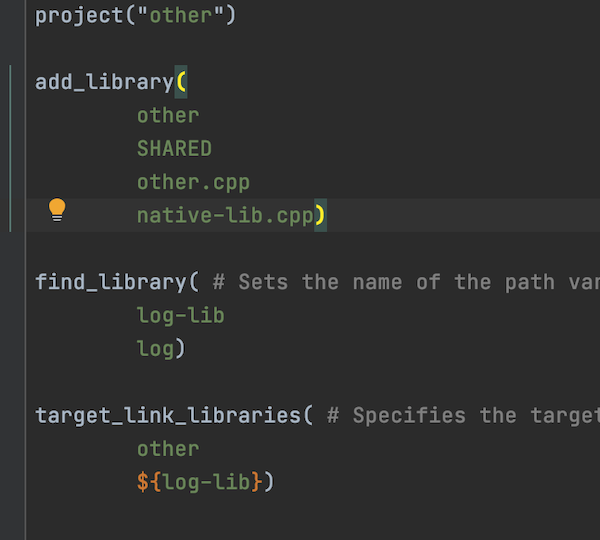 project("other")
add_library(
other
SHARED
other.cpp
native-lib.cpp)
find_library( # Sets the name of the path
log-lib
log)
target_link_libraries( # Specifies the target
other
${log-lib})